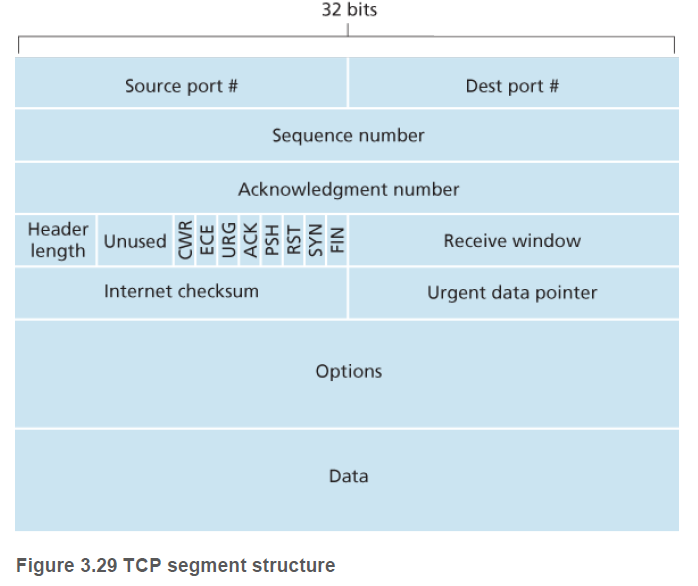 32 bits
Source port #
Dest port #
Sequence number
Acknowledgment number
Header
length
Unused
CWR
ECE
URG
ACK
PSH
RST
SYN
FIN
Receive window
Internet checksum
Urgent data pointer
Options
Data
Figure 3.29 TCP segment structure